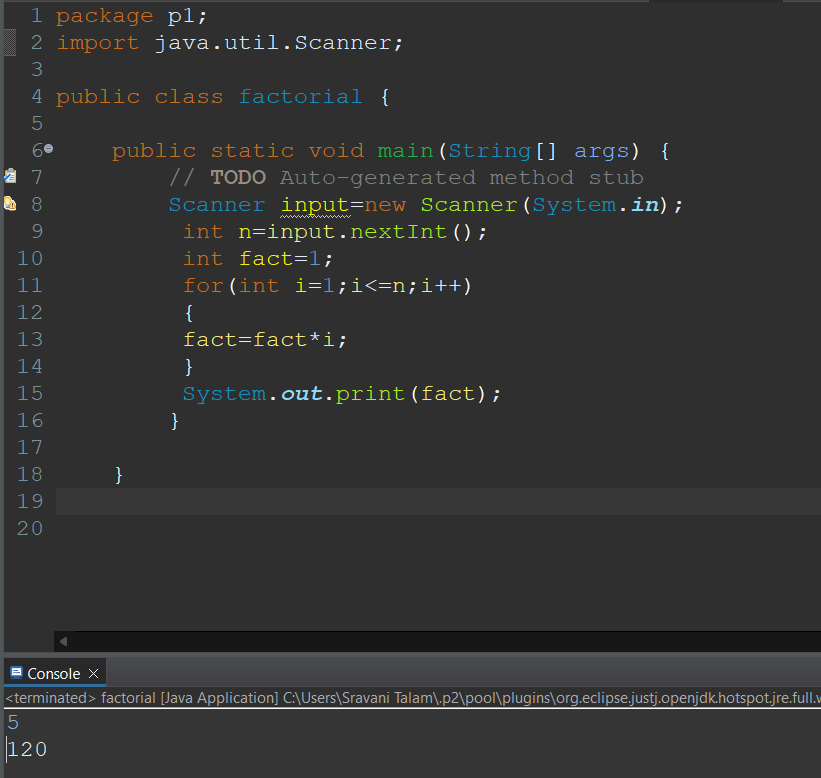 1 package p1;
2 import java.util.Scanner;
3
4 public class factorial {
5
6 public static void main(String[] args) {
7 // TODO Auto-generated method stub
8 Scanner input=new Scanner(System.in);
9 int n=input.nextInt();
10 int fact=1;
11 for(int i=1;i<=n;i++)
12 {
13 fact=fact*i;
14 }
15 System.out.print(fact);
16 }
17
18 }
19
20
Console
<terminated> factorial [Java Application] C:\Users\Sravani Talam\.p2\pool\plugins\org.eclipse.justj.openjdk.hotspot.jre.full.v
5
120